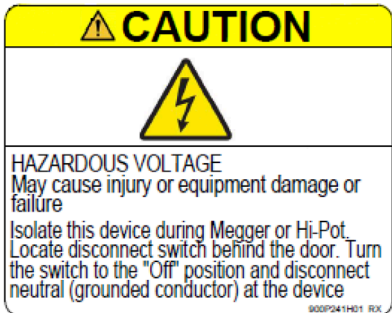 CAUTION
HAZARDOUS VOLTAGE
May cause injury or equipment damage or
failure
Isolate this device during Megger or Hi-Pot.
Locate disconnect switch behind the door. Turn
the switch to the "Off" position and disconnect
neutral (grounded conductor) at the device
900P241H01 RX